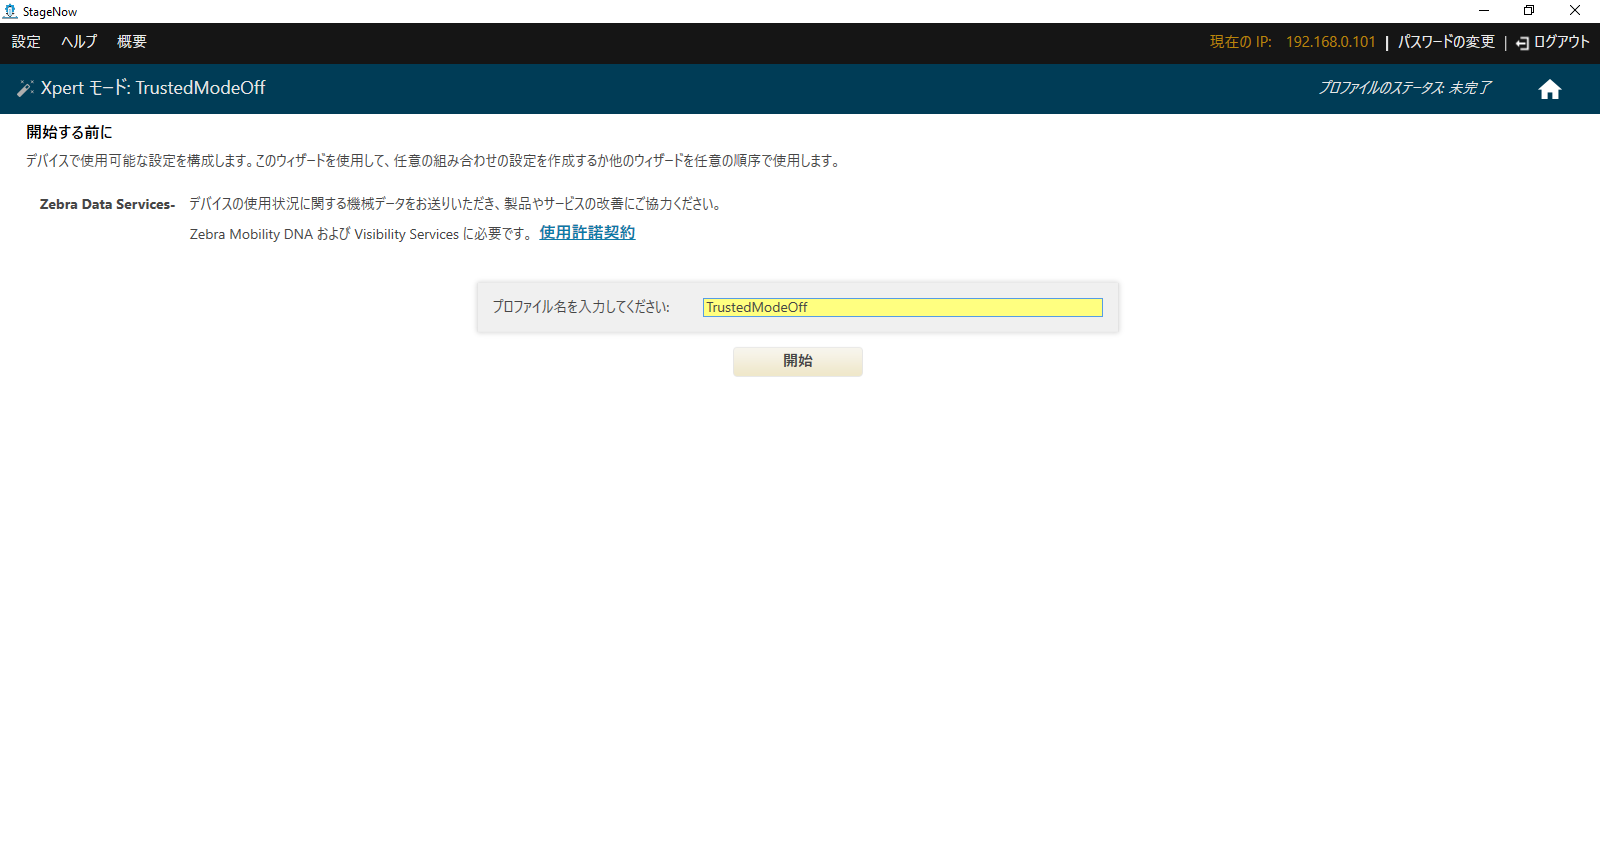 StageNow
設定 ヘルプ 概要 現在の IP: 192.168.0.101 | パスワードの変更 | ログアウト
Xpert モード: TrustedModeOff プロファイルのステータス: 未完了
開始する前に
デバイスで使用可能な設定を構成します。このウィザードを使用して、任意の組み合わせの設定を作成するか他のウィザードを任意の順序で使用します。
Zebra Data Services- デバイスの使用状況に関する機械データをお送りいただき、製品やサービスの改善にご協力ください。
Zebra Mobility DNA および Visibility Services に必要です。 使用許諾契約
プロファイル名を入力してください: TrustedModeOff
開始